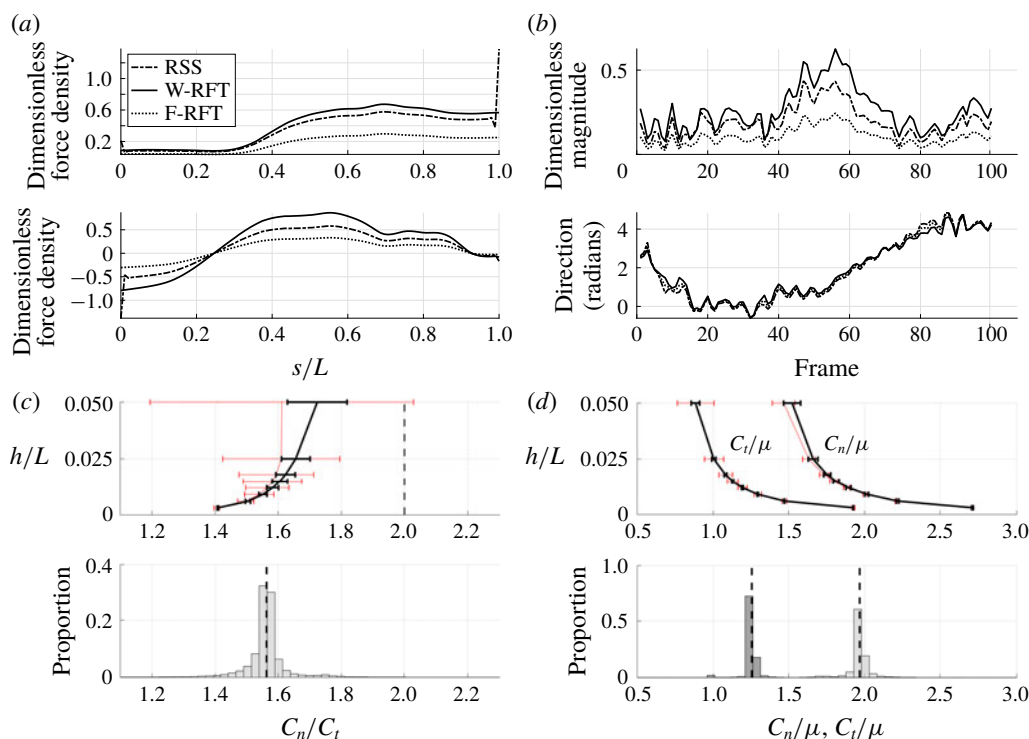 (a)
Dimensionless
force density
1.0
0.6
0.2
RSS
W-RFT
F-RFT
0 0.2 0.4 0.6 0.8 1.0
Dimensionless
force density
0.5
0
−0.5
−1.0
0 0.2 0.4 0.6 0.8 1.0
s/L
(b)
Dimensionless
magnitude
0.5
0 20 40 60 80 100
Direction
(radians)
4
2
0
0 20 40 60 80 100
Frame
(c)
h/L
0.050
0.025
0
1.2 1.4 1.6 1.8 2.0 2.2
Proportion
0.4
0.2
0
1.2 1.4 1.6 1.8 2.0 2.2
Cn/Ct
(d)
h/L
0.050
0.025
0
Ct/μ
Cn/μ
0.5 1.0 1.5 2.0 2.5 3.0
Proportion
1.0
0.5
0
0.5 1.0 1.5 2.0 2.5 3.0
Cn/μ, Ct/μ